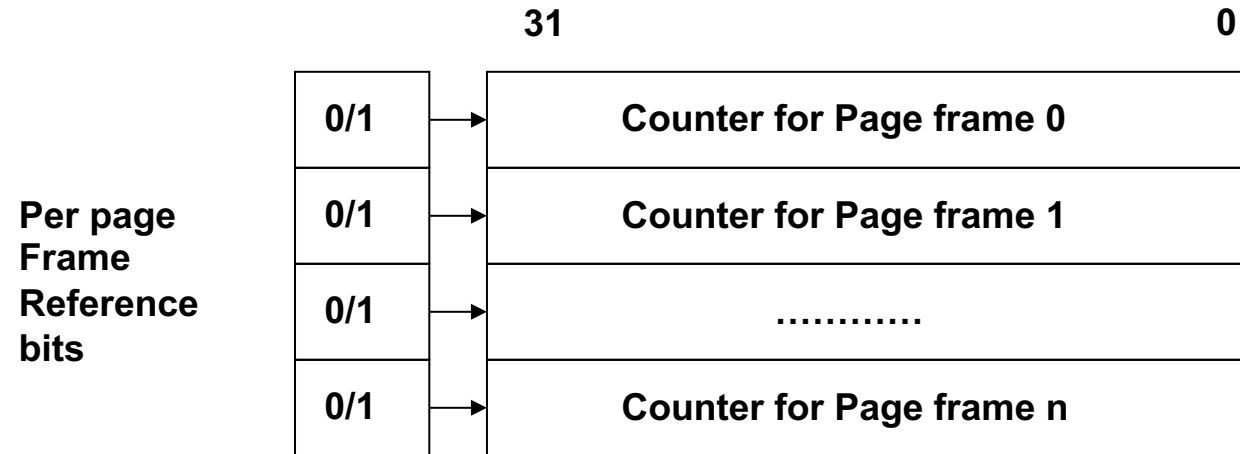 31 0
0/1 Counter for Page frame 0
Per page
Frame
Reference
bits
0/1 Counter for Page frame 1
0/1 …………
0/1 Counter for Page frame n